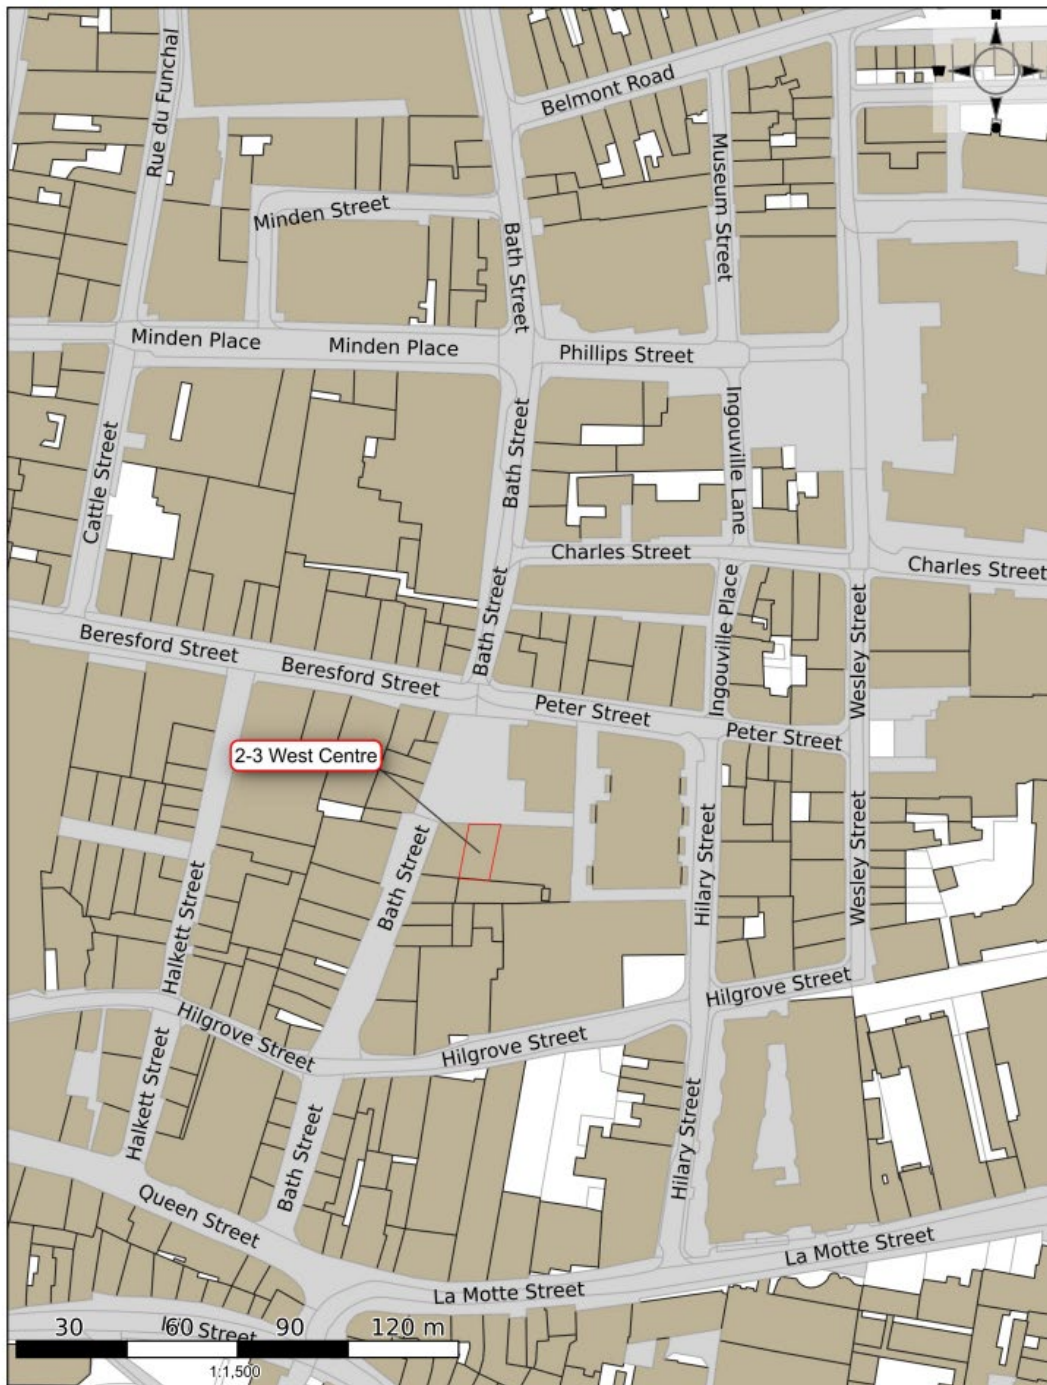 Rue du Funchal
Belmont Road
Minden Street
Museum Street
Bath Street
Minden Place
Minden Place
Phillips Street
Cattle Street
Bath Street
Ingouville Lane
Charles Street
Charles Street
Bath Street
Ingouville Place
Wesley Street
Beresford Street
Beresford Street
Peter Street
Peter Street
2-3 West Centre
Bath Street
Halkett Street
Hilary Street
Wesley Street
Hilgrove Street
Hilgrove Street
Hilgrove Street
Halkett Street
Bath Street
Hilary Street
Queen Street
La Motte Street
La Motte Street
Street
30 60 90 120 m
1:1,500